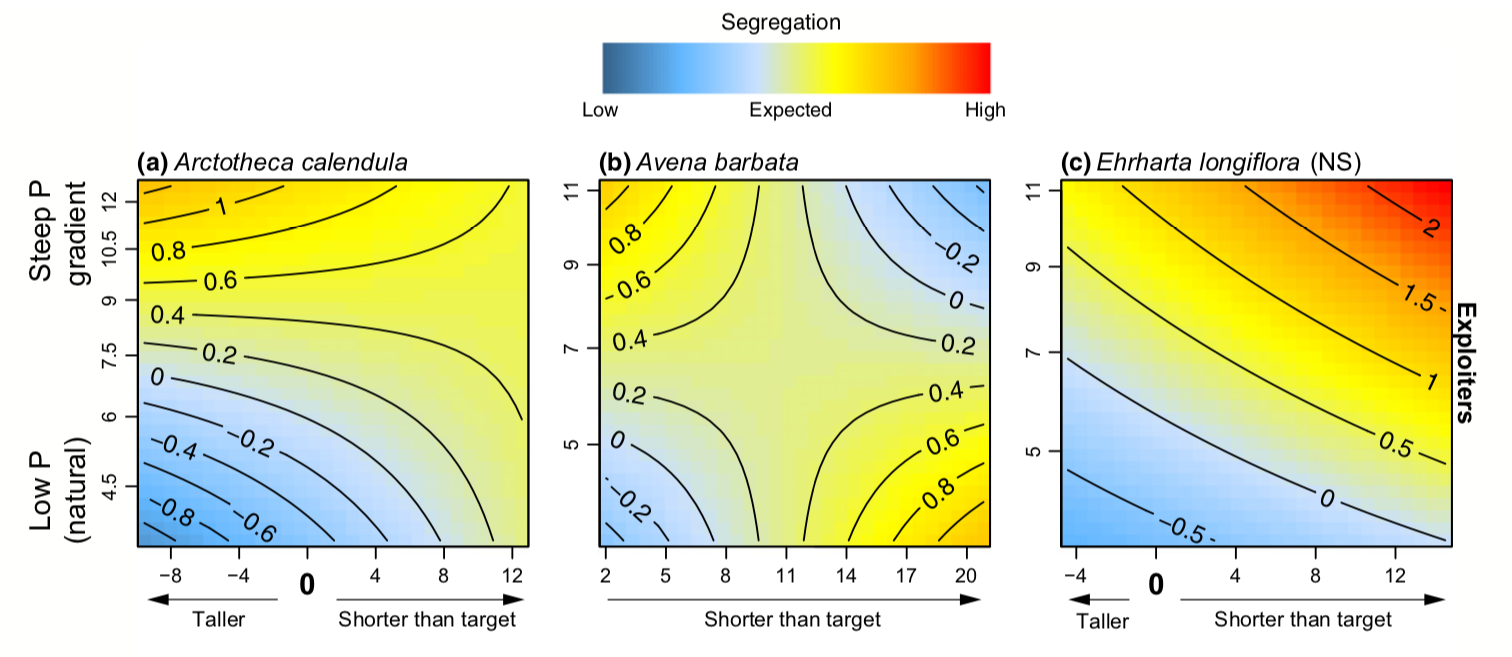 Segregation
Low Expected High
(a) Arctotheca calendula
(b) Avena barbata
(c) Ehrharta longiflora (NS)
Steep P
gradient
Low P
(natural)
12
10.5
9
7.5
6
4.5
1
0.8
0.6
0.4
0.2
0
−0.2
−0.4
−0.6
−0.8
−8 −4 0 4 8 12
Taller Shorter than target
11
9
7
5
0.8
0.6
0.4
0.2
0
−0.2
−0.2
0
0.2
0.4
0.6
0.8
2 5 8 11 14 17 20
Shorter than target
11
9
7
5
2
1.5
1
0.5
0
−0.5
−4 0 4 8 12
Taller Shorter than target
Exploiters